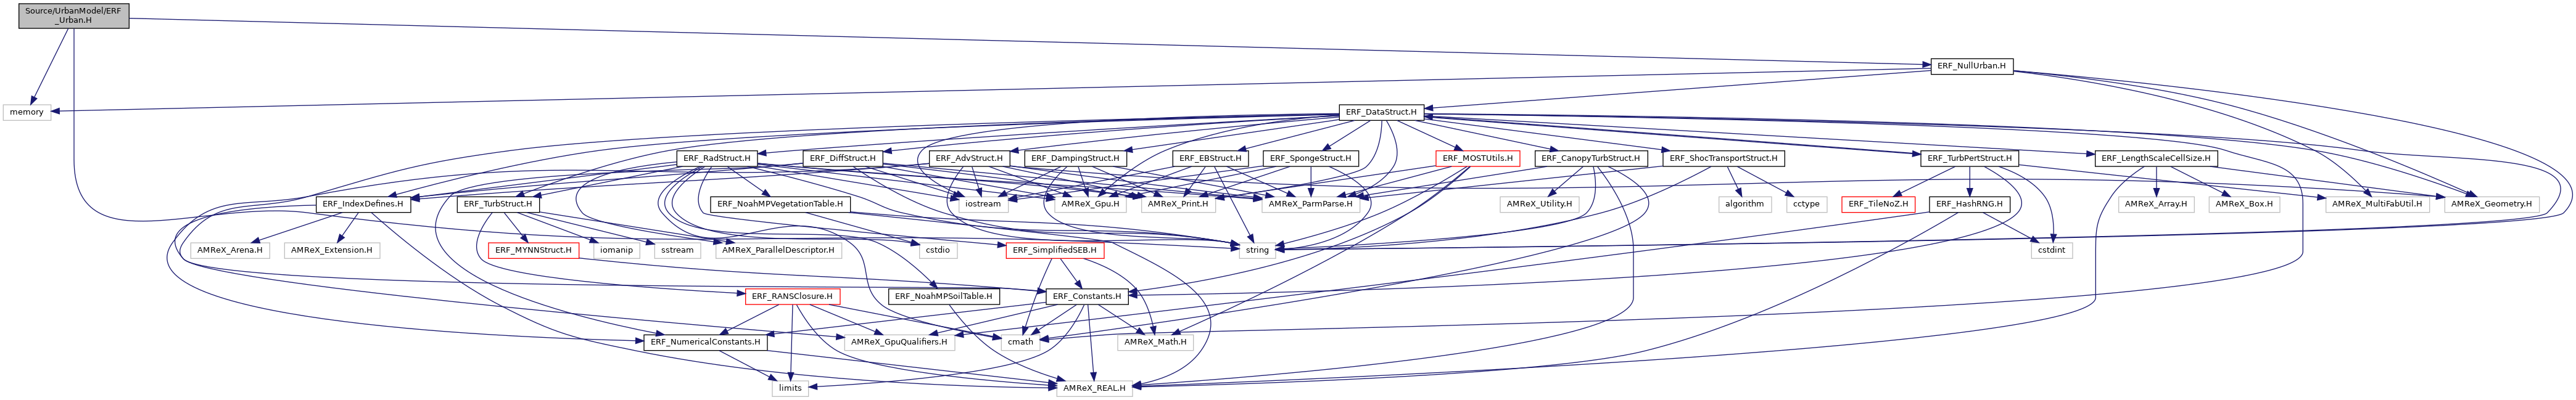 Source/UrbanModel/ERF
_Urban.H
ERF_NullUrban.H
memory
ERF_DataStruct.H
ERF_RadStruct.H
ERF_DiffStruct.H
ERF_AdvStruct.H
ERF_DampingStruct.H
ERF_EBStruct.H
ERF_SpongeStruct.H
ERF_MOSTUtils.H
ERF_CanopyTurbStruct.H
ERF_ShocTransportStruct.H
ERF_TurbPertStruct.H
ERF_LengthScaleCellSize.H
ERF_IndexDefines.H
ERF_TurbStruct.H
ERF_NoahMPVegetationTable.H
iostream
AMReX_Gpu.H
AMReX_Print.H
AMReX_ParmParse.H
AMReX_Utility.H
algorithm
cctype
ERF_TileNoZ.H
ERF_HashRNG.H
AMReX_Array.H
AMReX_Box.H
AMReX_MultiFabUtil.H
AMReX_Geometry.H
AMReX_Arena.H
AMReX_Extension.H
ERF_MYNNStruct.H
iomanip
sstream
AMReX_ParallelDescriptor.H
cstdio
ERF_SimplifiedSEB.H
string
cstdint
ERF_RANSClosure.H
ERF_NoahMPSoilTable.H
ERF_Constants.H
ERF_NumericalConstants.H
AMReX_GpuQualifiers.H
cmath
AMReX_Math.H
limits
AMReX_REAL.H